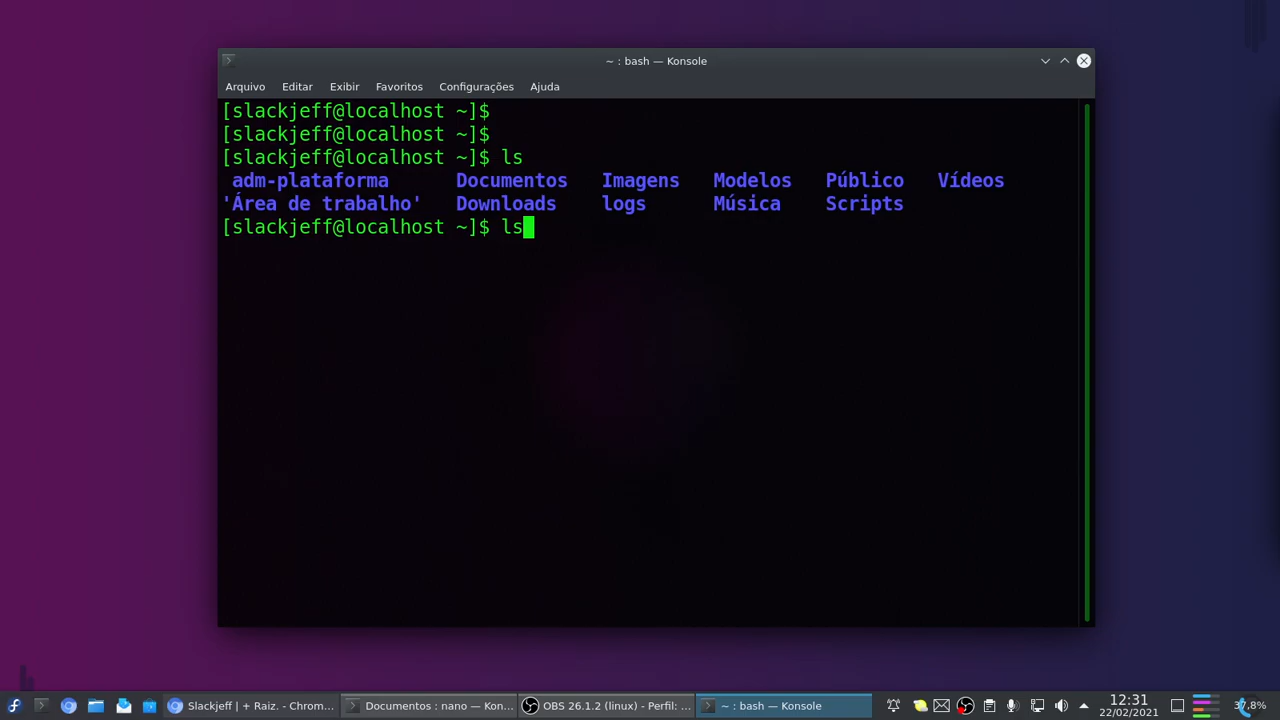 ~ : bash — Konsole
Arquivo Editar Exibir Favoritos Configurações Ajuda
[slackjeff@localhost ~]$
[slackjeff@localhost ~]$
[slackjeff@localhost ~]$ ls
adm-plataforma Documentos Imagens Modelos Público Vídeos
'Área de trabalho' Downloads logs Música Scripts
[slackjeff@localhost ~]$ ls
Slackjeff | + Raiz. - Chrom... Documentos : nano — Kon... OBS 26.1.2 (linux) - Perfil: ... ~ : bash — Konsole 12:31 37,8%
22/02/2021